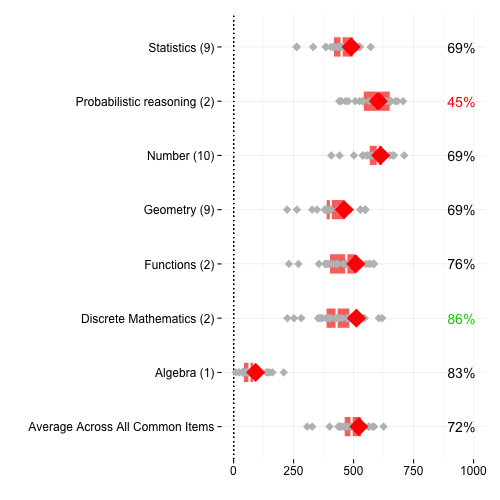 Statistics (9) 69%
Probabilistic reasoning (2) 45%
Number (10) 69%
Geometry (9) 69%
Functions (2) 76%
Discrete Mathematics (2) 86%
Algebra (1) 83%
Average Across All Common Items 72%
0 250 500 750 1000